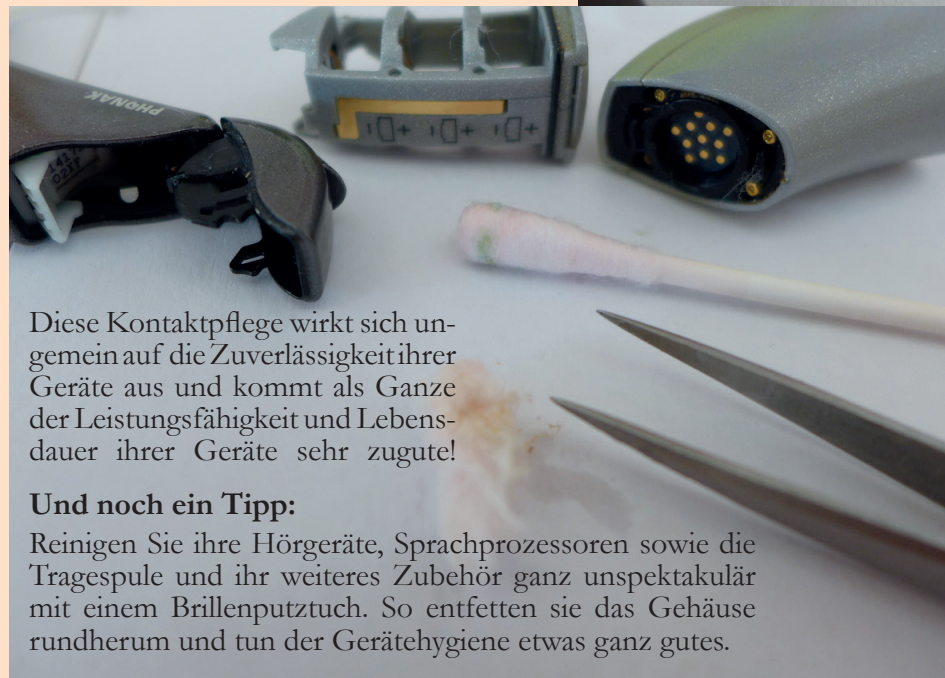 PHONAK
141
02XF
- + - + - +
Diese Kontaktpflege wirkt sich un-
gemein auf die Zuverlässigkeit ihrer
Geräte aus und kommt als Ganze
der Leistungsfähigkeit und Lebens-
dauer ihrer Geräte sehr zugute!
Und noch ein Tipp:
Reinigen Sie ihre Hörgeräte, Sprachprozessoren sowie die
Tragespule und ihr weiteres Zubehör ganz unspektakulär
mit einem Brillenputztuch. So entfetten sie das Gehäuse
rundherum und tun der Gerätehygiene etwas ganz gutes.